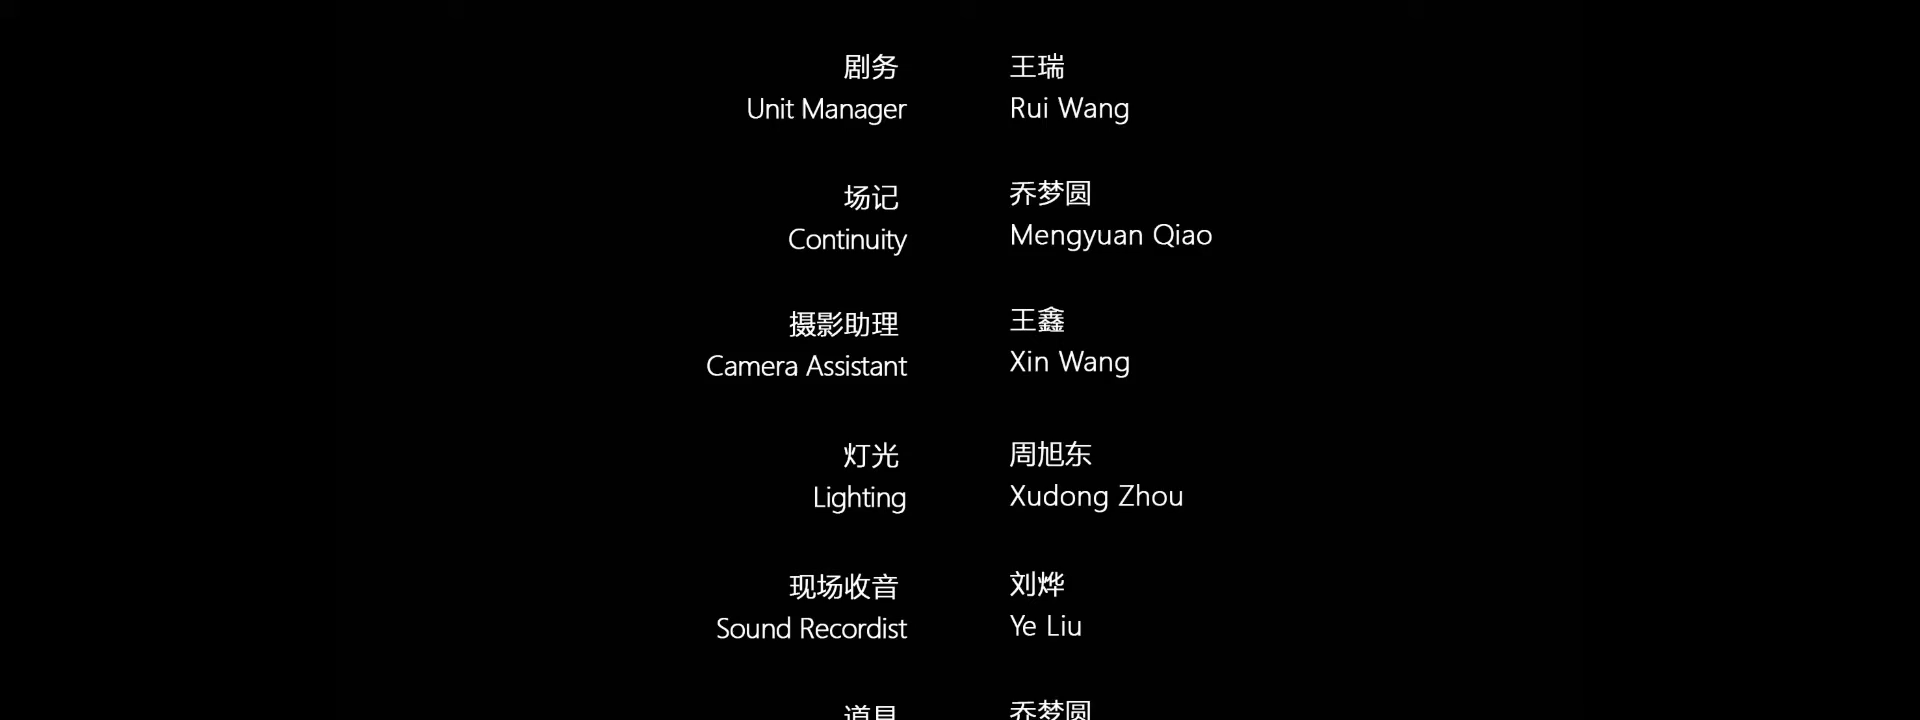 剧务 王瑞
Unit Manager Rui Wang
场记 乔梦圆
Continuity Mengyuan Qiao
摄影助理 王鑫
Camera Assistant Xin Wang
灯光 周旭东
Lighting Xudong Zhou
现场收音 刘烨
Sound Recordist Ye Liu
道具 乔梦圆